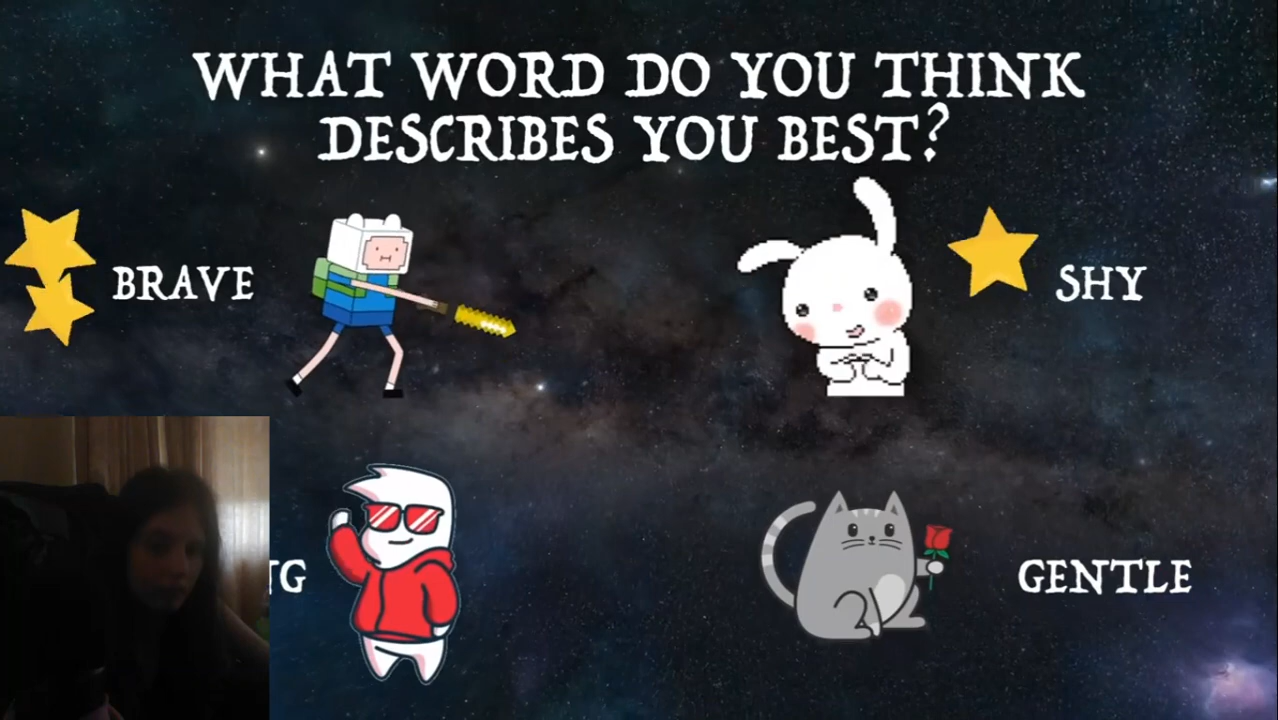 WHAT WORD DO YOU THINK
DESCRIBES YOU BEST?
BRAVE
SHY
GENTLE